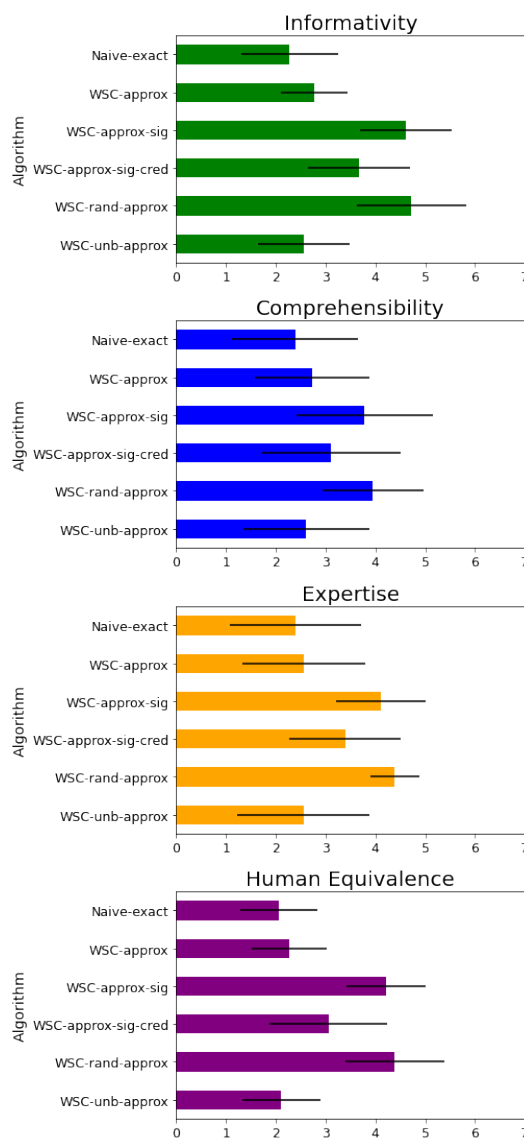 Informativity
Naive-exact
WSC-approx
WSC-approx-sig
WSC-approx-sig-cred
WSC-rand-approx
WSC-unb-approx
Algorithm
0 1 2 3 4 5 6 7
Comprehensibility
Naive-exact
WSC-approx
WSC-approx-sig
WSC-approx-sig-cred
WSC-rand-approx
WSC-unb-approx
Algorithm
0 1 2 3 4 5 6 7
Expertise
Naive-exact
WSC-approx
WSC-approx-sig
WSC-approx-sig-cred
WSC-rand-approx
WSC-unb-approx
Algorithm
0 1 2 3 4 5 6 7
Human Equivalence
Naive-exact
WSC-approx
WSC-approx-sig
WSC-approx-sig-cred
WSC-rand-approx
WSC-unb-approx
Algorithm
0 1 2 3 4 5 6 7